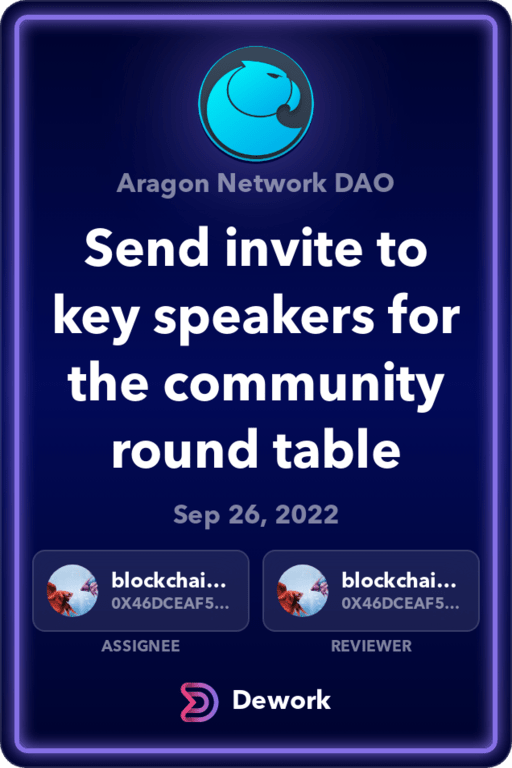 Aragon Network DAO
Send invite to
key speakers for
the community
round table
Sep 26, 2022
blockchai... blockchai...
0X46DCEAF5... 0X46DCEAF5...
ASSIGNEE REVIEWER
Dework